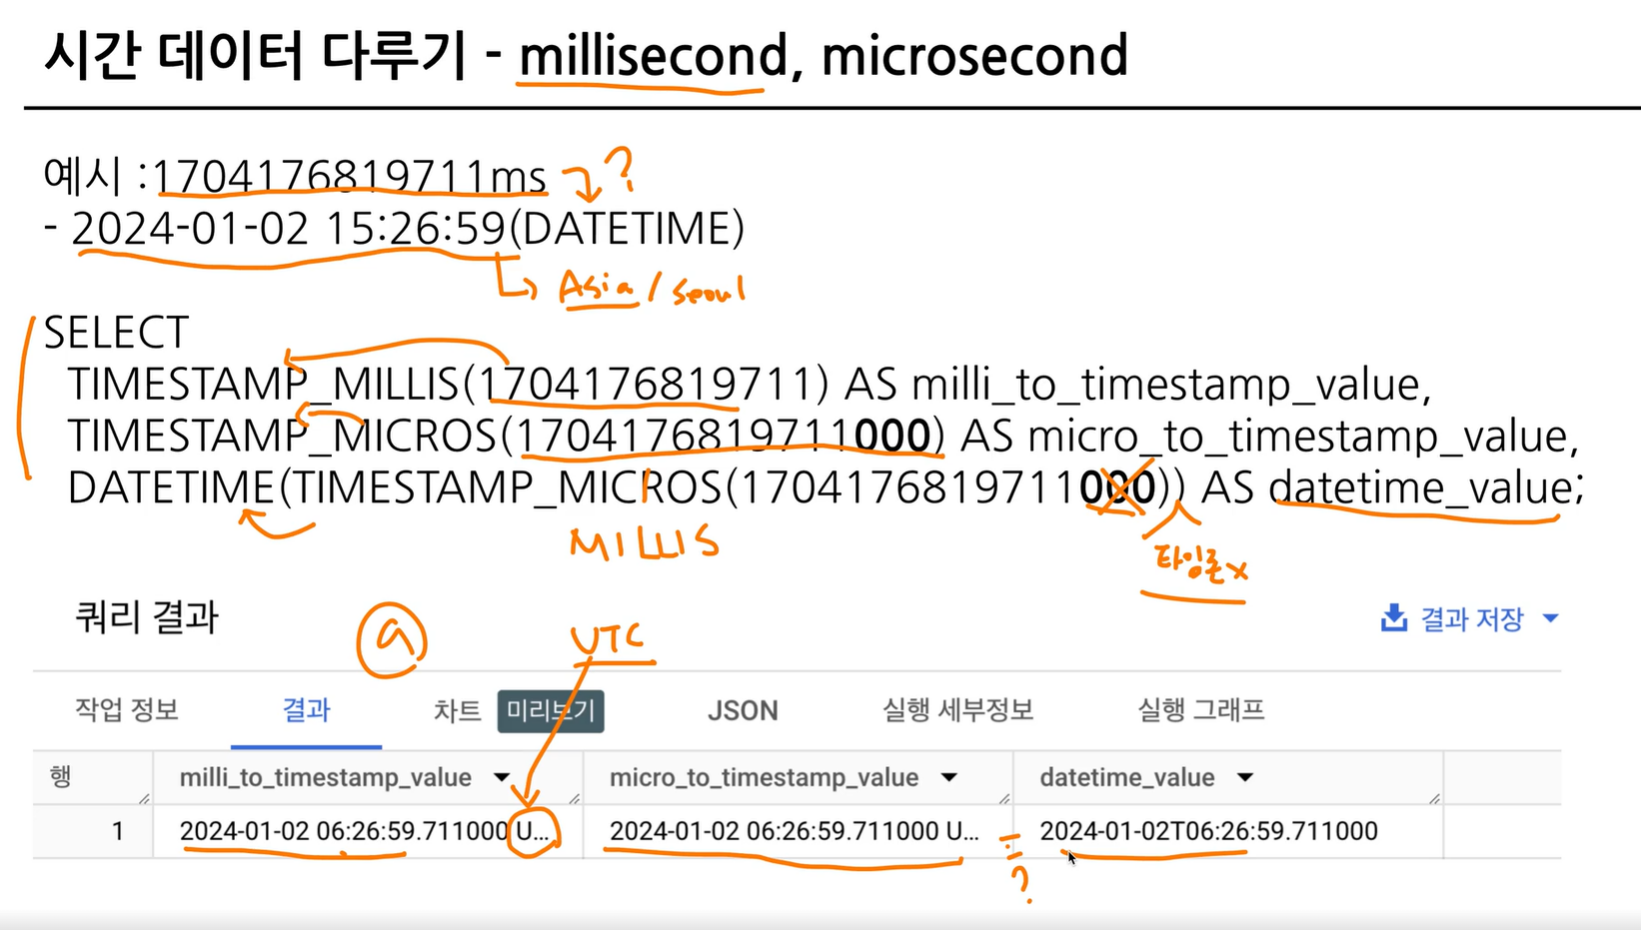 시간 데이터 다루기 - millisecond, microsecond
예시 :1704176819711ms ?
- 2024-01-02 15:26:59(DATETIME)
Asia / Seoul
SELECT
TIMESTAMP_MILLIS(1704176819711) AS milli_to_timestamp_value,
TIMESTAMP_MICROS(1704176819711000) AS micro_to_timestamp_value,
DATETIME(TIMESTAMP_MICROS(1704176819711000)) AS datetime_value;
MILLIS
타임존 x
쿼리 결과
결과 저장
UTC
작업 정보 결과 차트 미리보기 JSON 실행 세부정보 실행 그래프
행 milli_to_timestamp_value micro_to_timestamp_value datetime_value
1 2024-01-02 06:26:59.711000 U... 2024-01-02 06:26:59.711000 U... 2024-01-02T06:26:59.711000
?